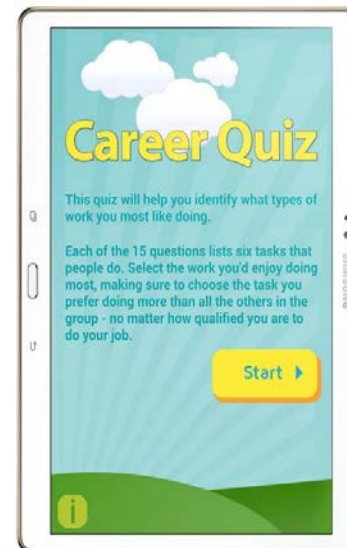 Career Quiz
This quiz will help you identify what types of
work you most like doing.
Each of the 15 questions lists six tasks that
people do. Select the work you'd enjoy doing
most, making sure to choose the task you
prefer doing more than all the others in the
group - no matter how qualified you are to
do your job.
Start
i
SAMSUNG